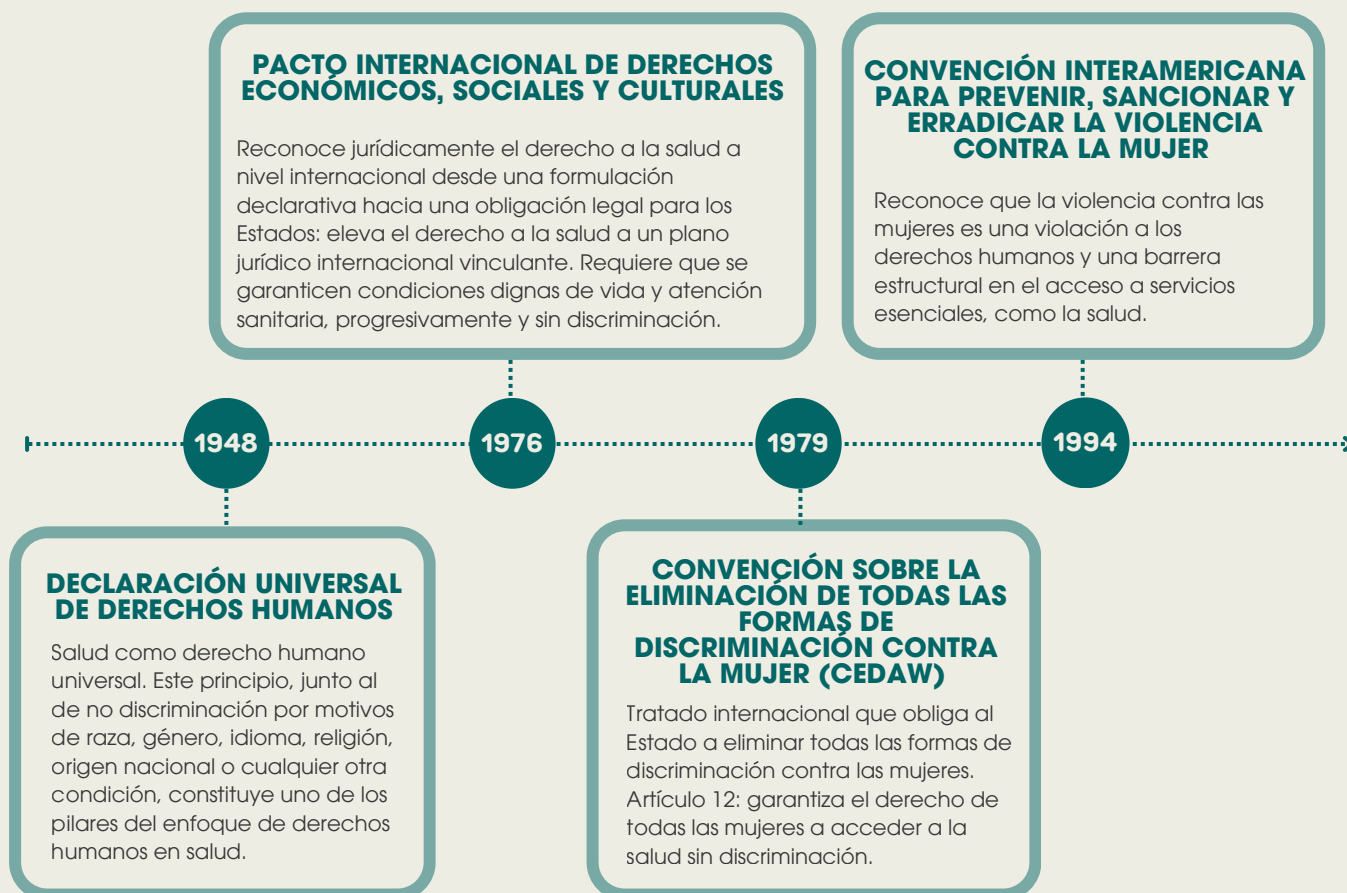 PACTO INTERNACIONAL DE DERECHOS
ECONÓMICOS, SOCIALES Y CULTURALES
Reconoce jurídicamente el derecho a la salud a
nivel internacional desde una formulación
declarativa hacia una obligación legal para los
Estados: eleva el derecho a la salud a un plano
jurídico internacional vinculante. Requiere que se
garanticen condiciones dignas de vida y atención
sanitaria, progresivamente y sin discriminación.
CONVENCIÓN INTERAMERICANA
PARA PREVENIR, SANCIONAR Y
ERRADICAR LA VIOLENCIA
CONTRA LA MUJER
Reconoce que la violencia contra las
mujeres es una violación a los
derechos humanos y una barrera
estructural en el acceso a servicios
esenciales, como la salud.
1948
1976
1979
1994
DECLARACIÓN UNIVERSAL
DE DERECHOS HUMANOS
Salud como derecho humano
universal. Este principio, junto al
de no discriminación por motivos
de raza, género, idioma, religión,
origen nacional o cualquier otra
condición, constituye uno de los
pilares del enfoque de derechos
humanos en salud.
CONVENCIÓN SOBRE LA
ELIMINACIÓN DE TODAS LAS
FORMAS DE
DISCRIMINACIÓN CONTRA
LA MUJER (CEDAW)
Tratado internacional que obliga al
Estado a eliminar todas las formas de
discriminación contra las mujeres.
Artículo 12: garantiza el derecho de
todas las mujeres a acceder a la
salud sin discriminación.